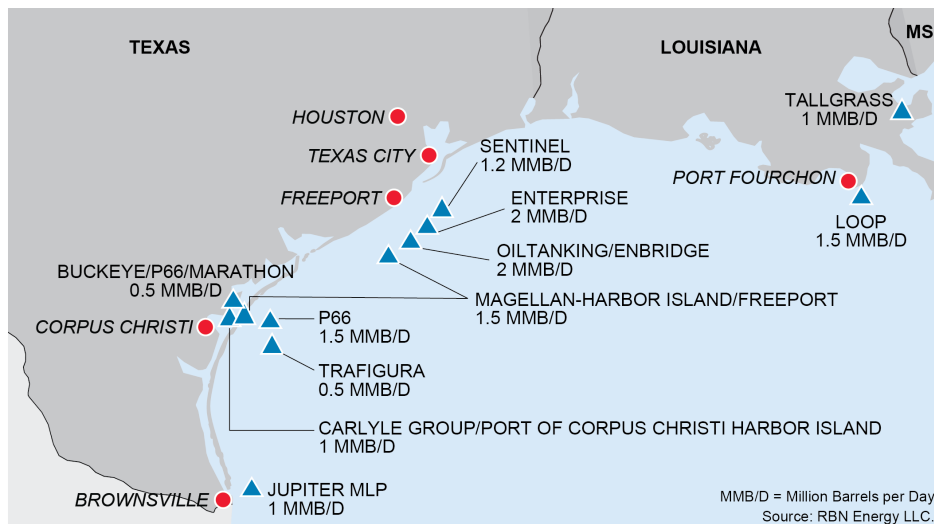 TEXAS
LOUISIANA
MS
TALLGRASS
1 MMB/D
HOUSTON
SENTINEL
1.2 MMB/D
TEXAS CITY
PORT FOURCHON
FREEPORT
ENTERPRISE
2 MMB/D
LOOP
1.5 MMB/D
OILTANKING/ENBRIDGE
2 MMB/D
BUCKEYE/P66/MARATHON
0.5 MMB/D
MAGELLAN-HARBOR ISLAND/FREEPORT
1.5 MMB/D
CORPUS CHRISTI
P66
1.5 MMB/D
TRAFIGURA
0.5 MMB/D
CARLYLE GROUP/PORT OF CORPUS CHRISTI HARBOR ISLAND
1 MMB/D
BROWNSVILLE
JUPITER MLP
1 MMB/D
MMB/D = Million Barrels per Day
Source: RBN Energy LLC.